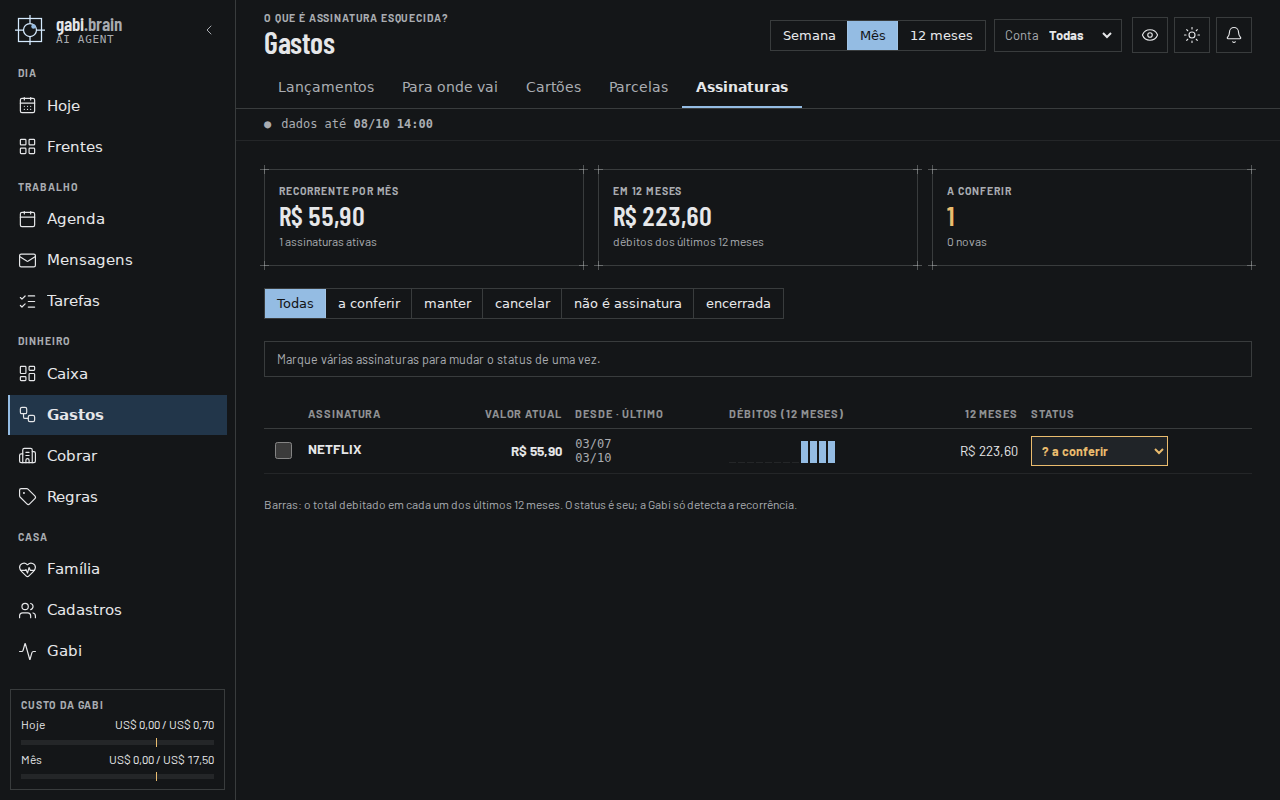 gabi.brain
AI AGENT
DIA
Hoje
Frentes
TRABALHO
Agenda
Mensagens
Tarefas
DINHEIRO
Caixa
Gastos
Cobrar
Regras
CASA
Família
Cadastros
Gabi
CUSTO DA GABI
Hoje US$ 0,00 / US$ 0,70
Mês US$ 0,00 / US$ 17,50
O QUE É ASSINATURA ESQUECIDA?
Gastos
Semana Mês 12 meses Conta Todas
Lançamentos Para onde vai Cartões Parcelas Assinaturas
dados até 08/10 14:00
RECORRENTE POR MÊS
R$ 55,90
1 assinaturas ativas
EM 12 MESES
R$ 223,60
débitos dos últimos 12 meses
A CONFERIR
1
0 novas
Todas a conferir manter cancelar não é assinatura encerrada
Marque várias assinaturas para mudar o status de uma vez.
ASSINATURA VALOR ATUAL DESDE · ÚLTIMO DÉBITOS (12 MESES) 12 MESES STATUS
NETFLIX R$ 55,90 03/07 R$ 223,60 ? a conferir
03/10
Barras: o total debitado em cada um dos últimos 12 meses. O status é seu; a Gabi só detecta a recorrência.